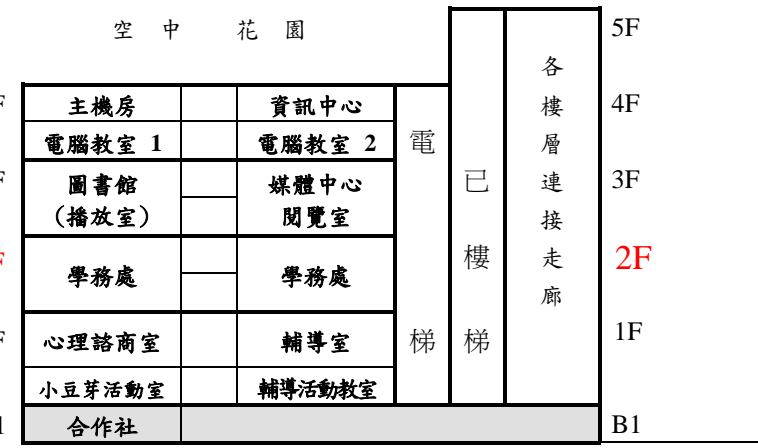 空中 花園 5F
F 主機房 資訊中心 4F
電腦教室 1 電腦教室 2
F 圖書館 媒體中心 3F
(播放室) 閱覽室
F 學務處 學務處 2F
F 心理諮商室 輔導室 1F
小豆芽活動室 輔導活動教室
1 合作社 B1
電梯
已樓梯
各樓層連接走廊